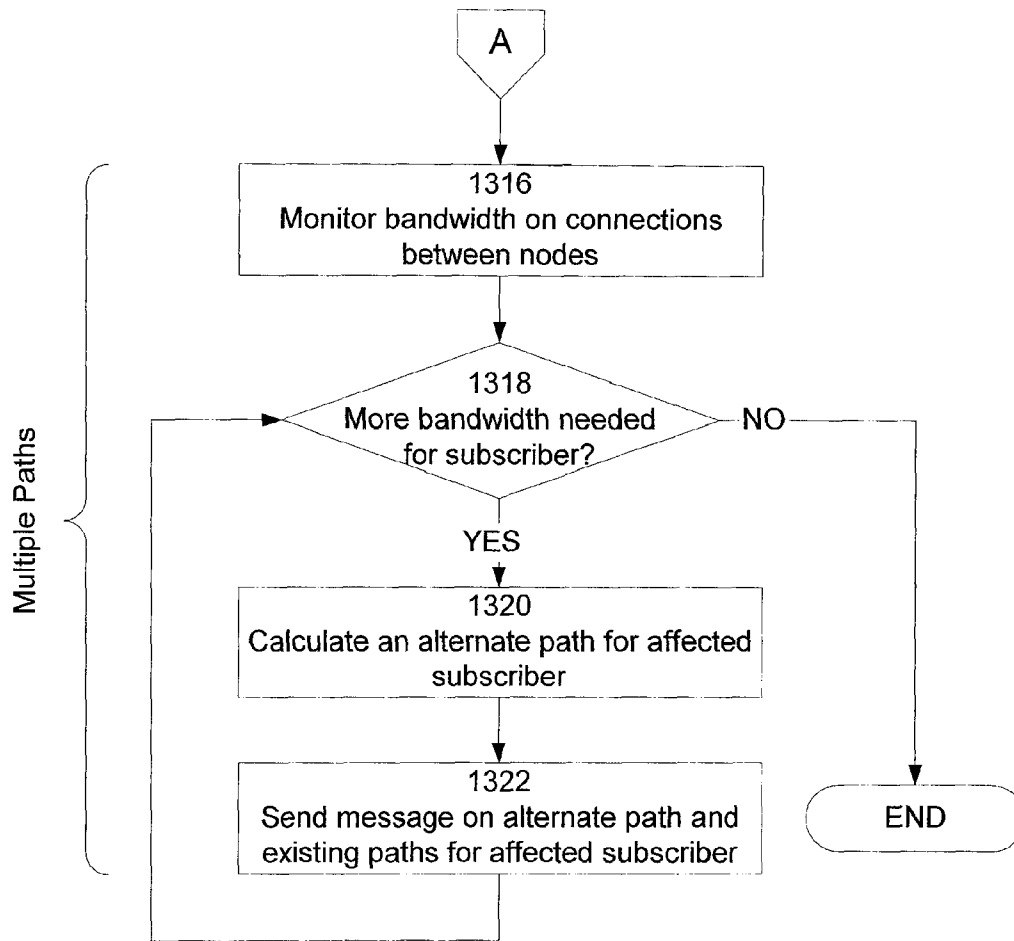 A
1316
Monitor bandwidth on connections
between nodes
1318
More bandwidth needed
for subscriber?
NO
YES
Multiple Paths
1320
Calculate an alternate path for affected
subscriber
1322
Send message on alternate path and
existing paths for affected subscriber
END